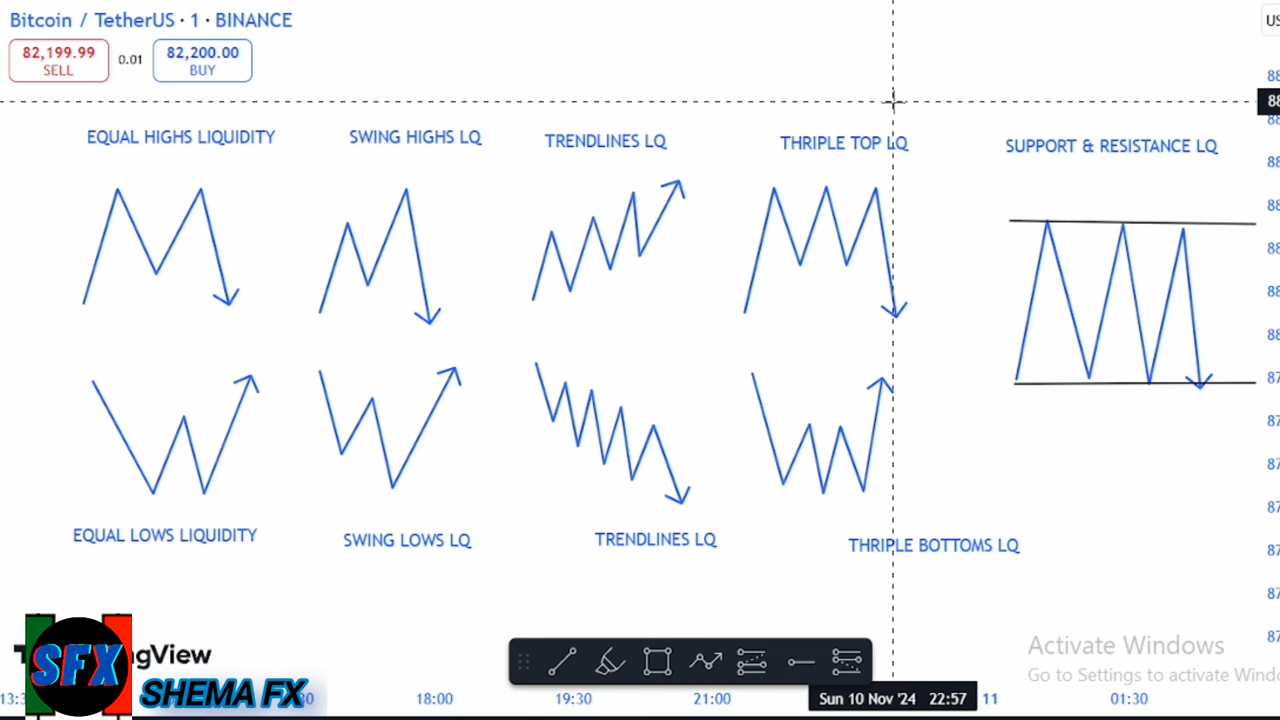 Bitcoin / TetherUS · 1 · BINANCE
82,199.99
SELL
0.01
82,200.00
BUY
EQUAL HIGHS LIQUIDITY
SWING HIGHS LQ
TRENDLINES LQ
THRIPLE TOP LQ
SUPPORT & RESISTANCE LQ
EQUAL LOWS LIQUIDITY
SWING LOWS LQ
TRENDLINES LQ
THRIPLE BOTTOMS LQ
SFX
SHEMA FX
Activate Windows
Go to Settings to activate
18:00
19:30
21:00
Sun 10 Nov '24 22:57
11
01:30